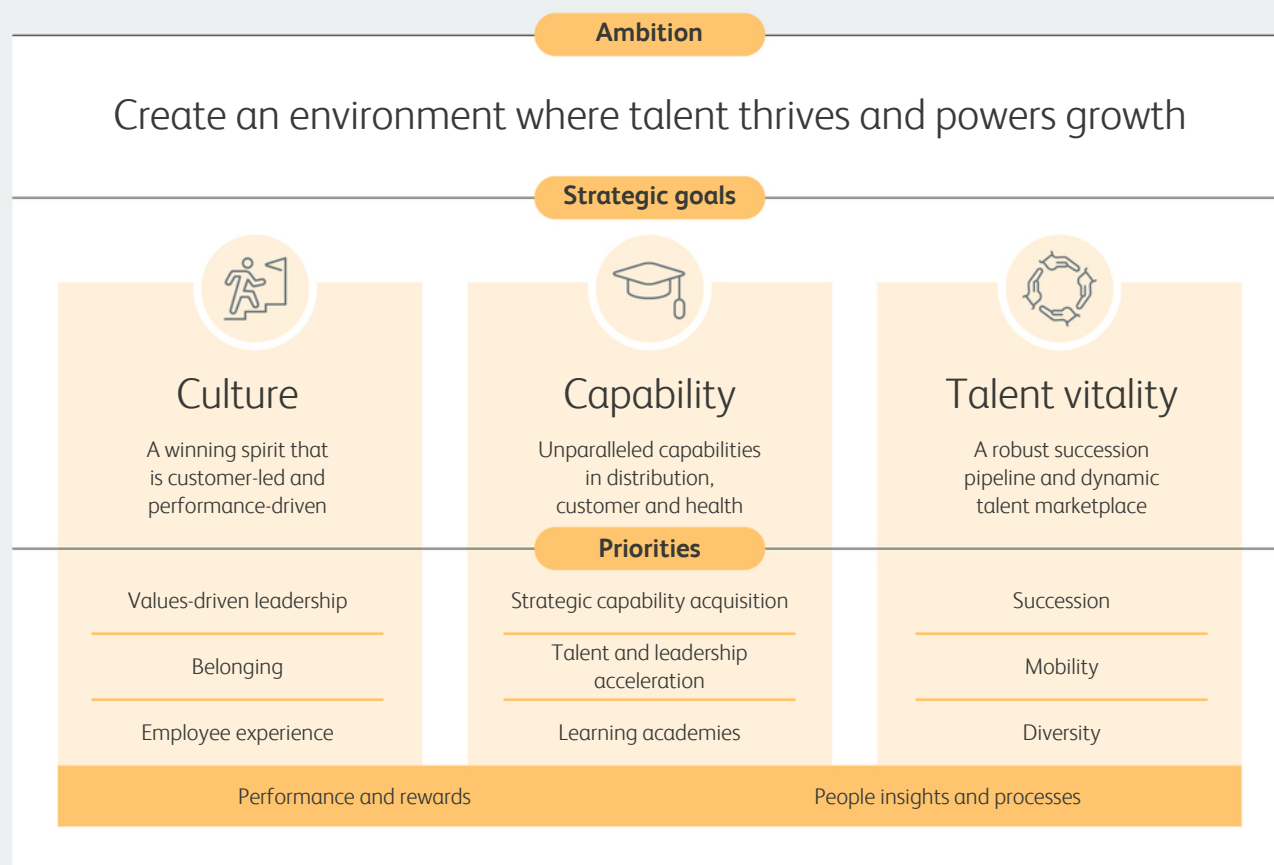 Ambition
Create an environment where talent thrives and powers growth
Strategic goals
Culture
A winning spirit that
is customer-led and
performance-driven
Capability
Unparalleled capabilities
in distribution,
customer and health
Talent vitality
A robust succession
pipeline and dynamic
talent marketplace
Priorities
Values-driven leadership
Belonging
Employee experience
Strategic capability acquisition
Talent and leadership
acceleration
Learning academies
Succession
Mobility
Diversity
Performance and rewards
People insights and processes